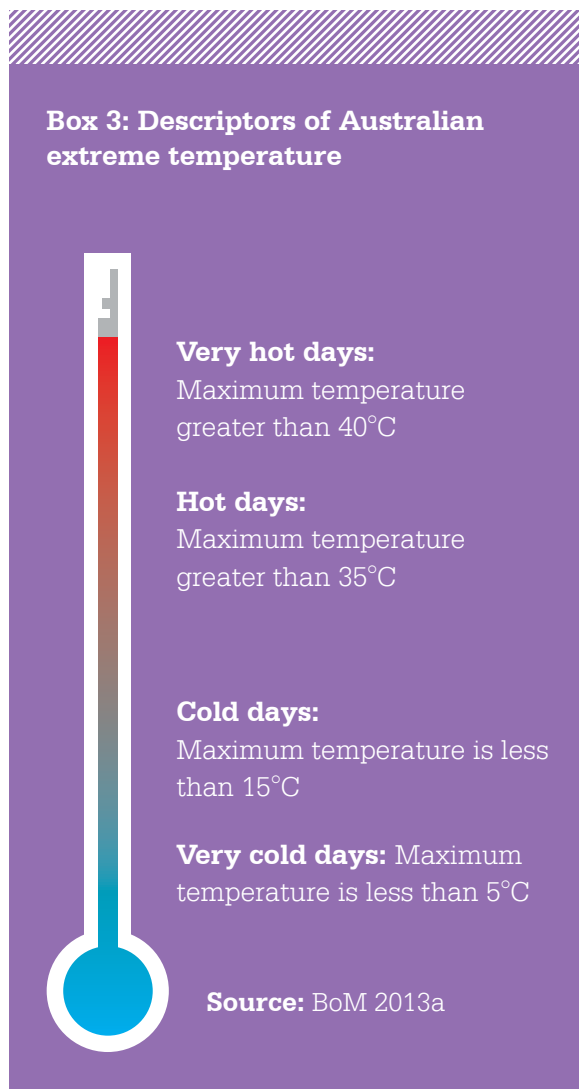 Box 3: Descriptors of Australian
extreme temperature
Very hot days:
Maximum temperature
greater than 40°C
Hot days:
Maximum temperature
greater than 35°C
Cold days:
Maximum temperature is less
than 15°C
Very cold days: Maximum
temperature is less than 5°C
Source: BoM 2013a